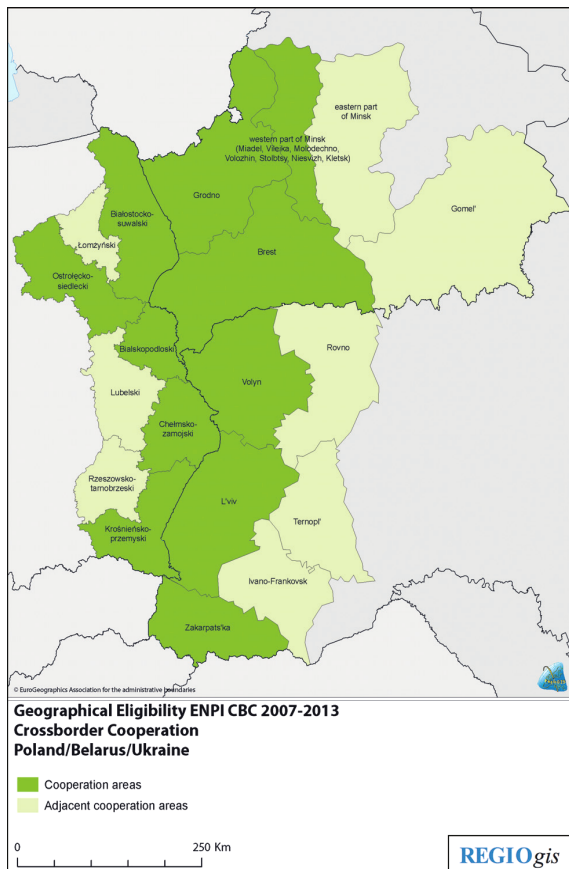 eastern part
of Minsk
western part of Minsk
(Miadel, Vilejka, Molodechno,
Volozhin, Stolbtsy, Niesvizh, Kletsk)
Grodno
Gomel'
Białostocko-
suwalski
Łomżyński
Brest
Ostrołęcko-
siedlecki
Bialskopodloski
Rovno
Volyn
Lubelski
Chełmsko-
zamojski
Rzeszowsko-
tarnobrzeski
L'viv
Ternopl'
Krośnieńsko-
przemyski
Ivano-Frankovsk
Zakarpats'ka
© EuroGeographics Association for the administrative boundaries
Geographical Eligibility ENPI CBC 2007-2013
Crossborder Cooperation
Poland/Belarus/Ukraine
Cooperation areas
Adjacent cooperation areas
0 250 Km
REGIOgis